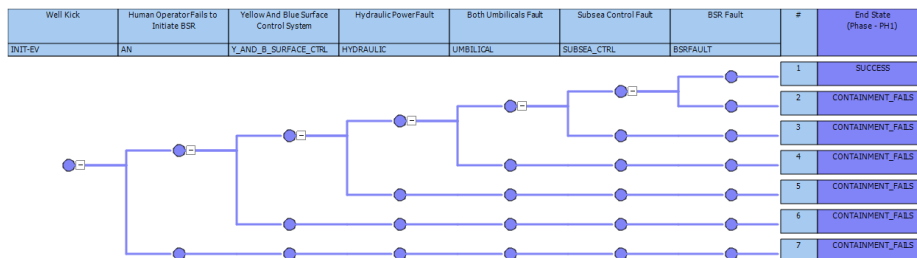 Well Kick
Human Operator Fails to
Initiate BSR
Yellow And Blue Surface
Control System
Hydraulic PowerFault
Both Umbilicals Fault
Subsea Control Fault
BSR Fault
#
End State
(Phase - PH1)
INIT-EV
AN
Y_AND_B_SURFACE_CTRL
HYDRAULIC
UMBILICAL
SUBSEA_CTRL
BSRFAULT
1
SUCCESS
2
CONTAINMENT_FAILS
3
CONTAINMENT_FAILS
4
CONTAINMENT_FAILS
5
CONTAINMENT_FAILS
6
CONTAINMENT_FAILS
7
CONTAINMENT_FAILS